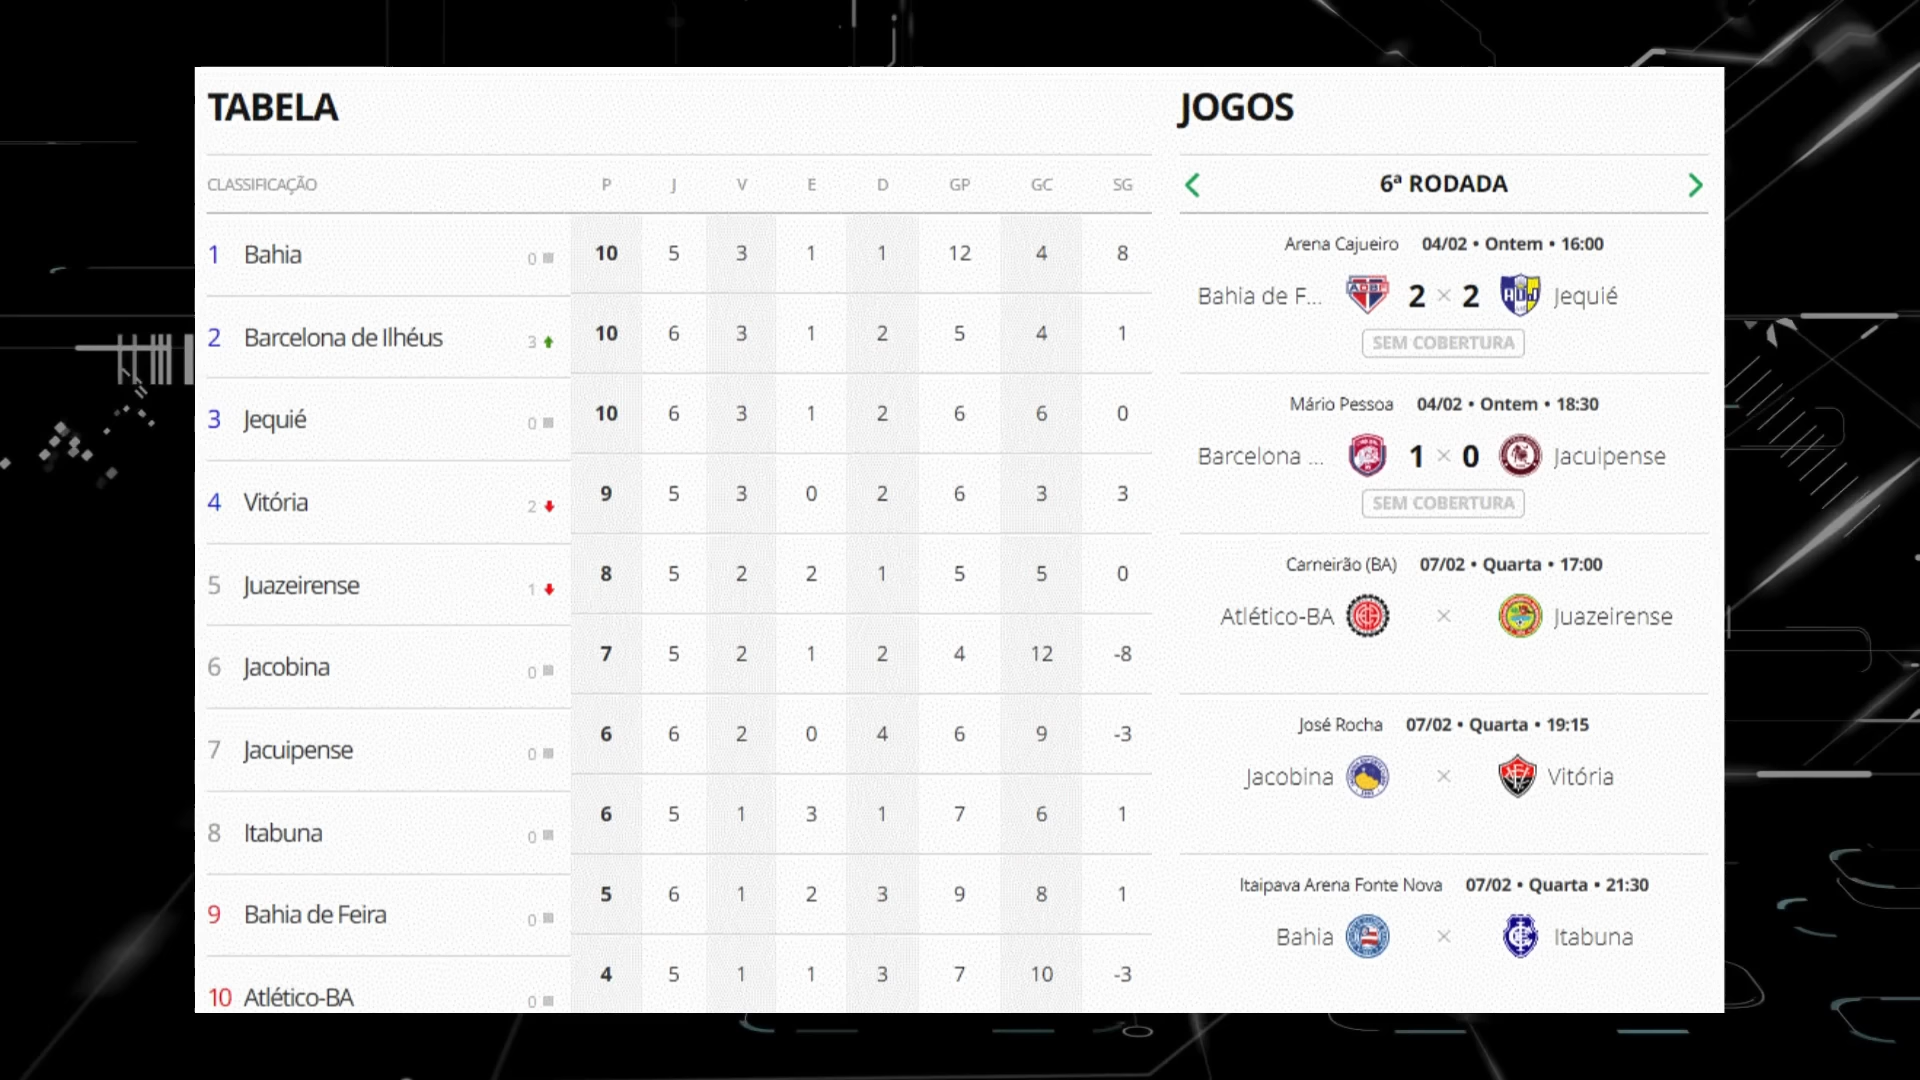 TABELA
CLASSIFICAÇÃO P J V E D GP GC SG
1 Bahia 0 10 5 3 1 1 12 4 8
2 Barcelona de Ilhéus 3 10 6 3 1 2 5 4 1
3 Jequié 0 10 6 3 1 2 6 6 0
4 Vitória 2 9 5 3 0 2 6 3 3
5 Juazeirense 1 8 5 2 2 1 5 5 0
6 Jacobina 0 7 5 2 1 2 4 12 -8
7 Jacuipense 0 6 6 2 0 4 6 9 -3
8 Itabuna 0 6 5 1 3 1 7 6 1
9 Bahia de Feira 0 5 6 1 2 3 9 8 1
10 Atlético-BA 0 4 5 1 1 3 7 10 -3
JOGOS
6ª RODADA
Arena Cajueiro 04/02 • Ontem • 16:00
Bahia de F... 2 × 2 Jequié
SEM COBERTURA
Mário Pessoa 04/02 • Ontem • 18:30
Barcelona ... 1 × 0 Jacuipense
SEM COBERTURA
Carneirão (BA) 07/02 • Quarta • 17:00
Atlético-BA × Juazeirense
José Rocha 07/02 • Quarta • 19:15
Jacobina × Vitória
Itaipava Arena Fonte Nova 07/02 • Quarta • 21:30
Bahia × Itabuna